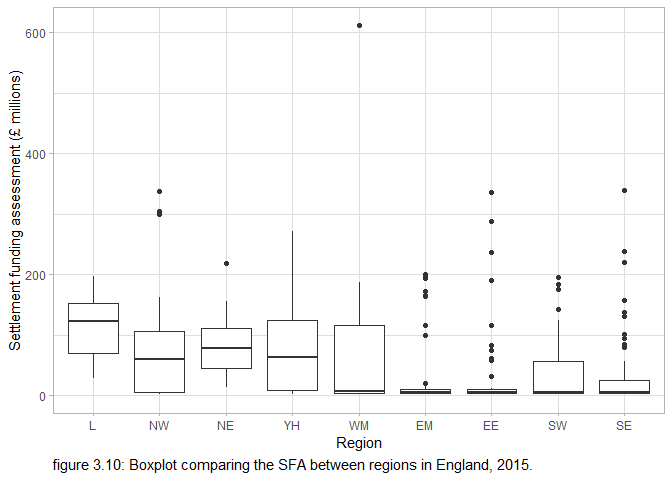 Settlement funding assessment (£ millions)
600
400
200
0
L NW NE YH WM EM EE SW SE
Region
figure 3.10: Boxplot comparing the SFA between regions in England, 2015.